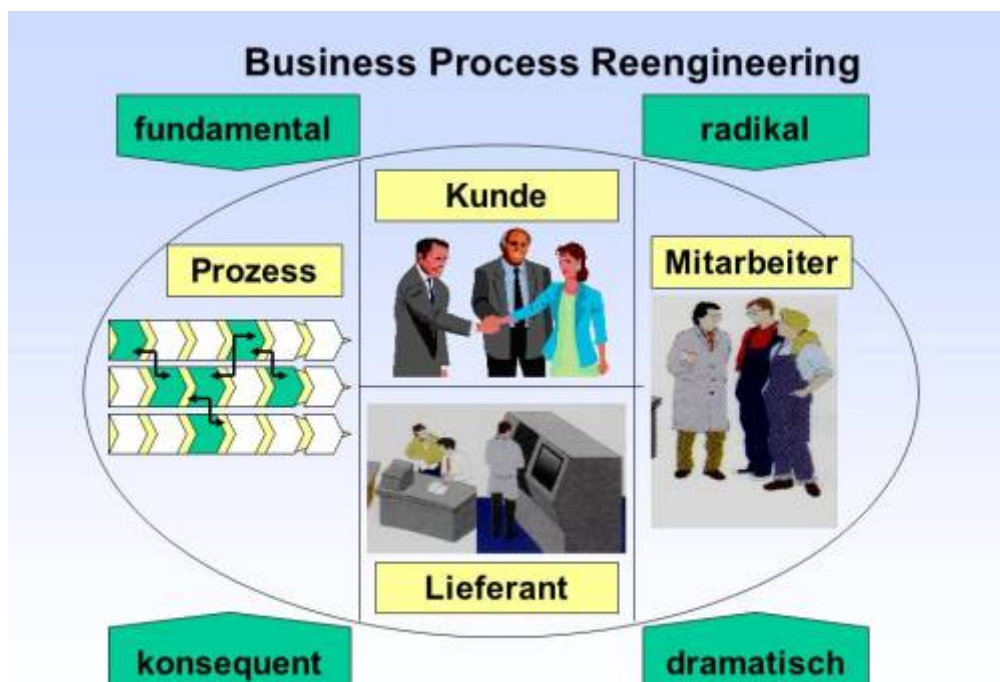 Business Process Reengineering
fundamental
radikal
Kunde
Prozess
Mitarbeiter
Lieferant
konsequent
dramatisch